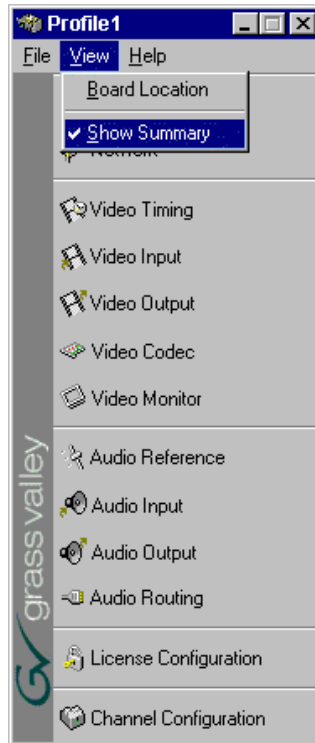 Profile1
File View Help
Board Location
Show Summary
Network
Video Timing
Video Input
Video Output
Video Codec
Video Monitor
Audio Reference
Audio Input
Audio Output
Audio Routing
License Configuration
Channel Configuration
grass valley